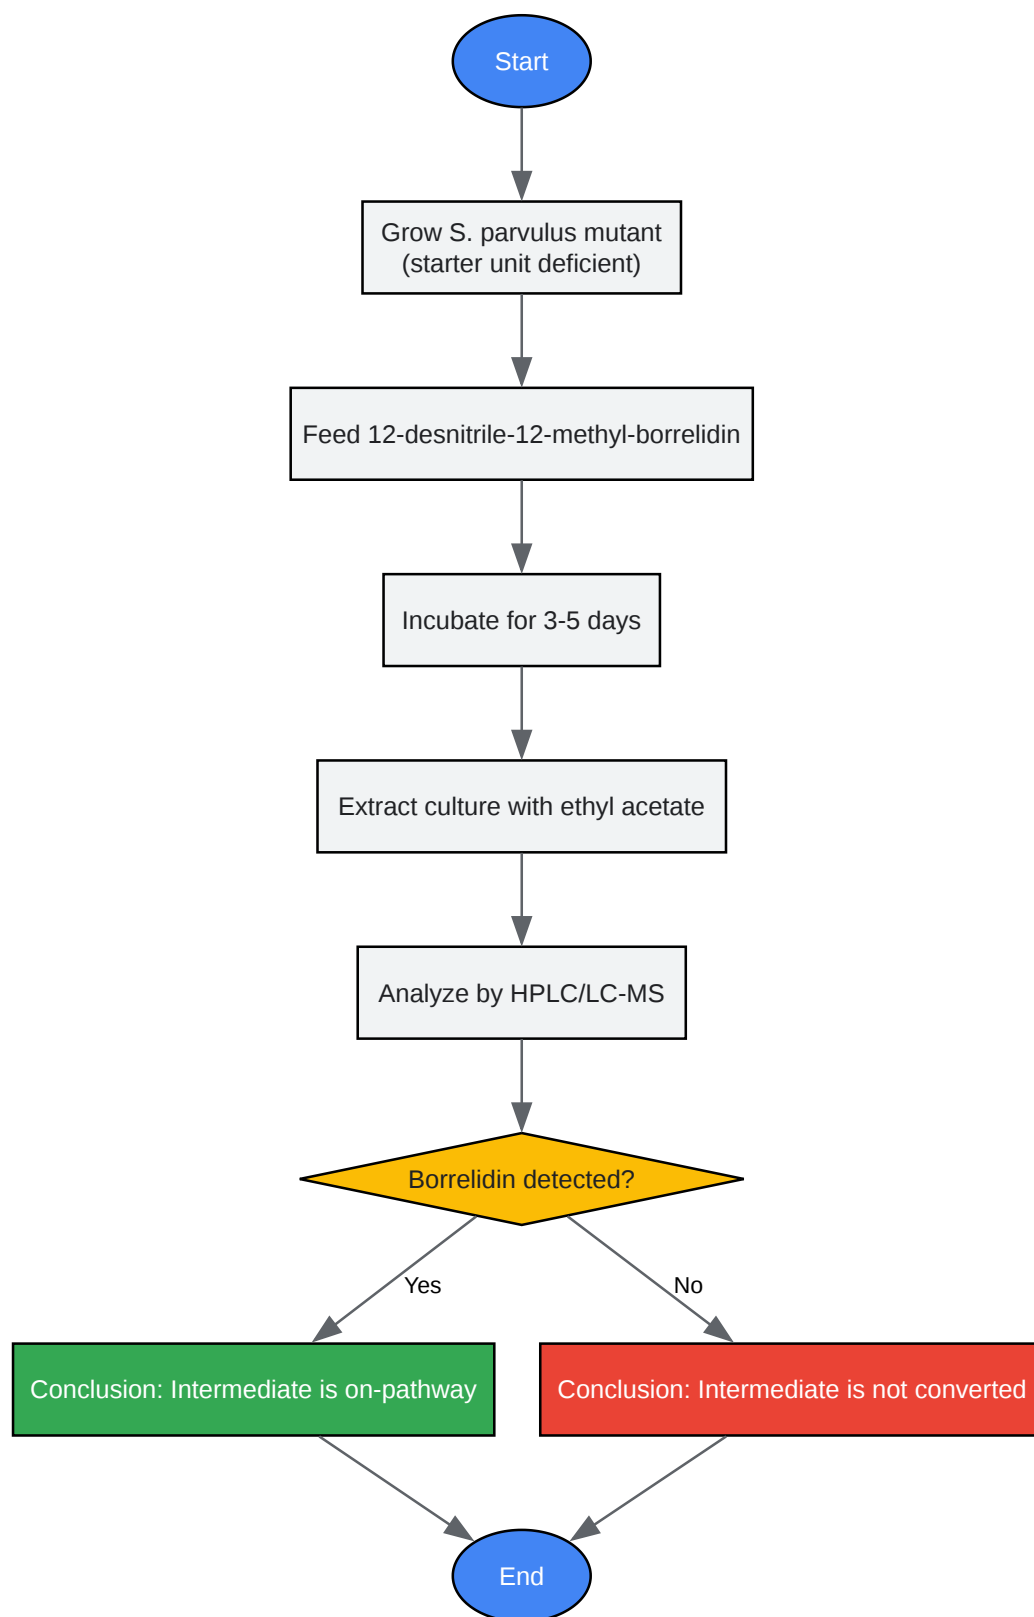 Start
Grow S. parvulus mutant
(starter unit deficient)
Feed 12-desnitrile-12-methyl-borrelidin
Incubate for 3-5 days
Extract culture with ethyl acetate
Analyze by HPLC/LC-MS
Borrelidin detected?
Yes
No
Conclusion: Intermediate is on-pathway
Conclusion: Intermediate is not converted
End